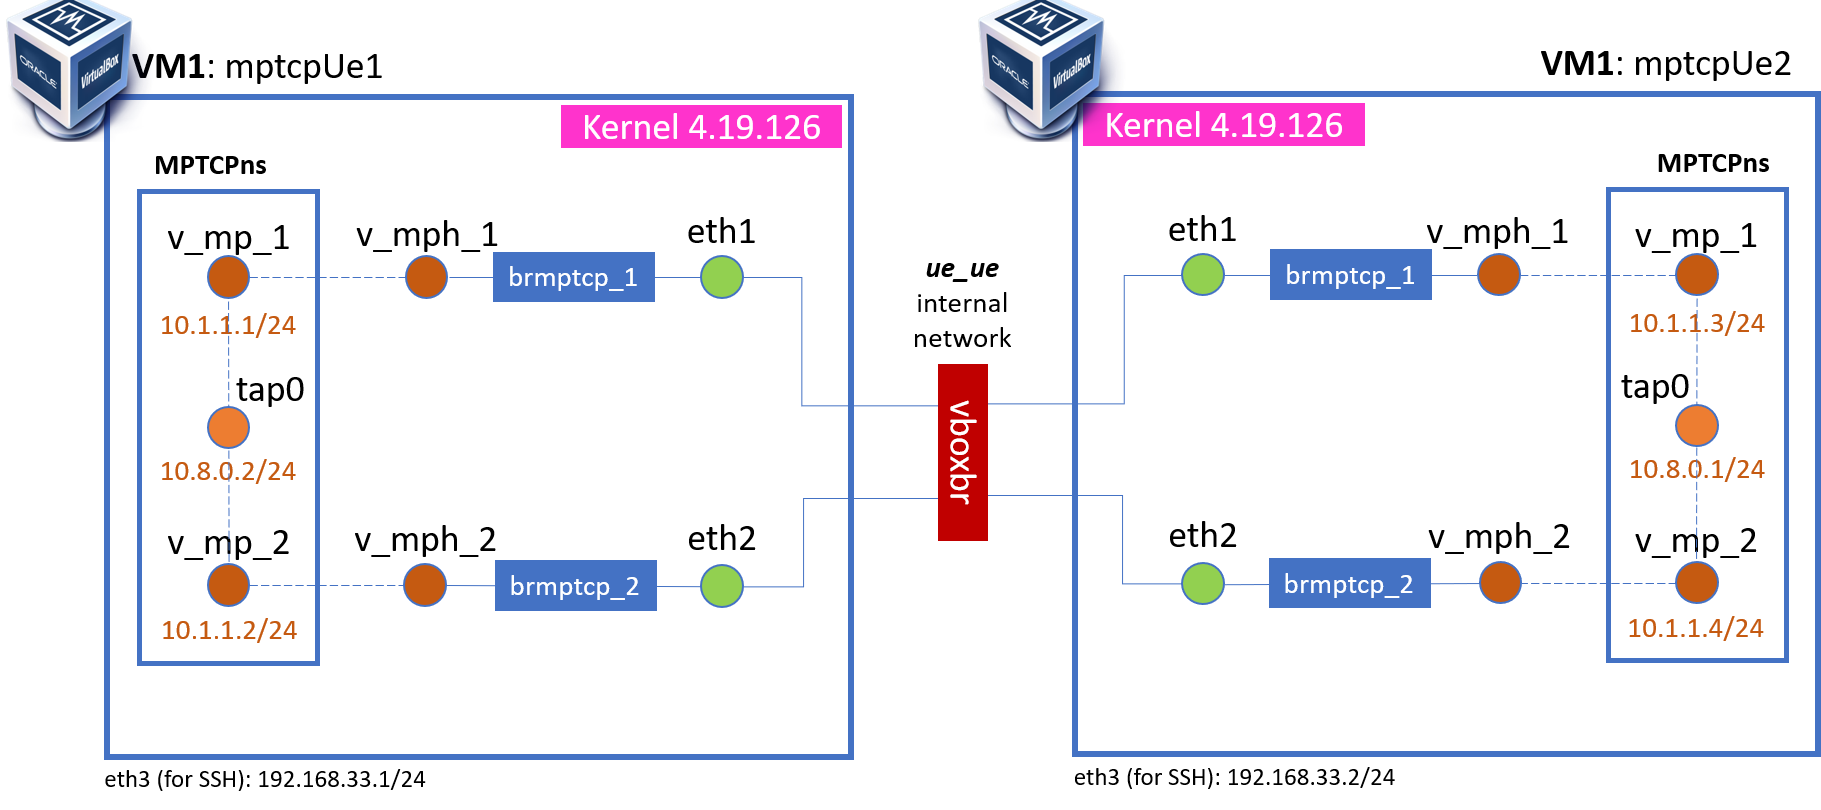 ORACLE
VirtualBox
VM1: mptcpUe1
Kernel 4.19.126
MPTCPns
v_mp_1
v_mph_1
eth1
brmptcp_1
10.1.1.1/24
tap0
10.8.0.2/24
v_mp_2
v_mph_2
eth2
brmptcp_2
10.1.1.2/24
eth3 (for SSH): 192.168.33.1/24
ue_ue
internal
network
vboxbr
ORACLE
VirtualBox
VM1: mptcpUe2
Kernel 4.19.126
MPTCPns
eth1
v_mph_1
v_mp_1
brmptcp_1
10.1.1.3/24
tap0
10.8.0.1/24
eth2
v_mph_2
v_mp_2
brmptcp_2
10.1.1.4/24
eth3 (for SSH): 192.168.33.2/24